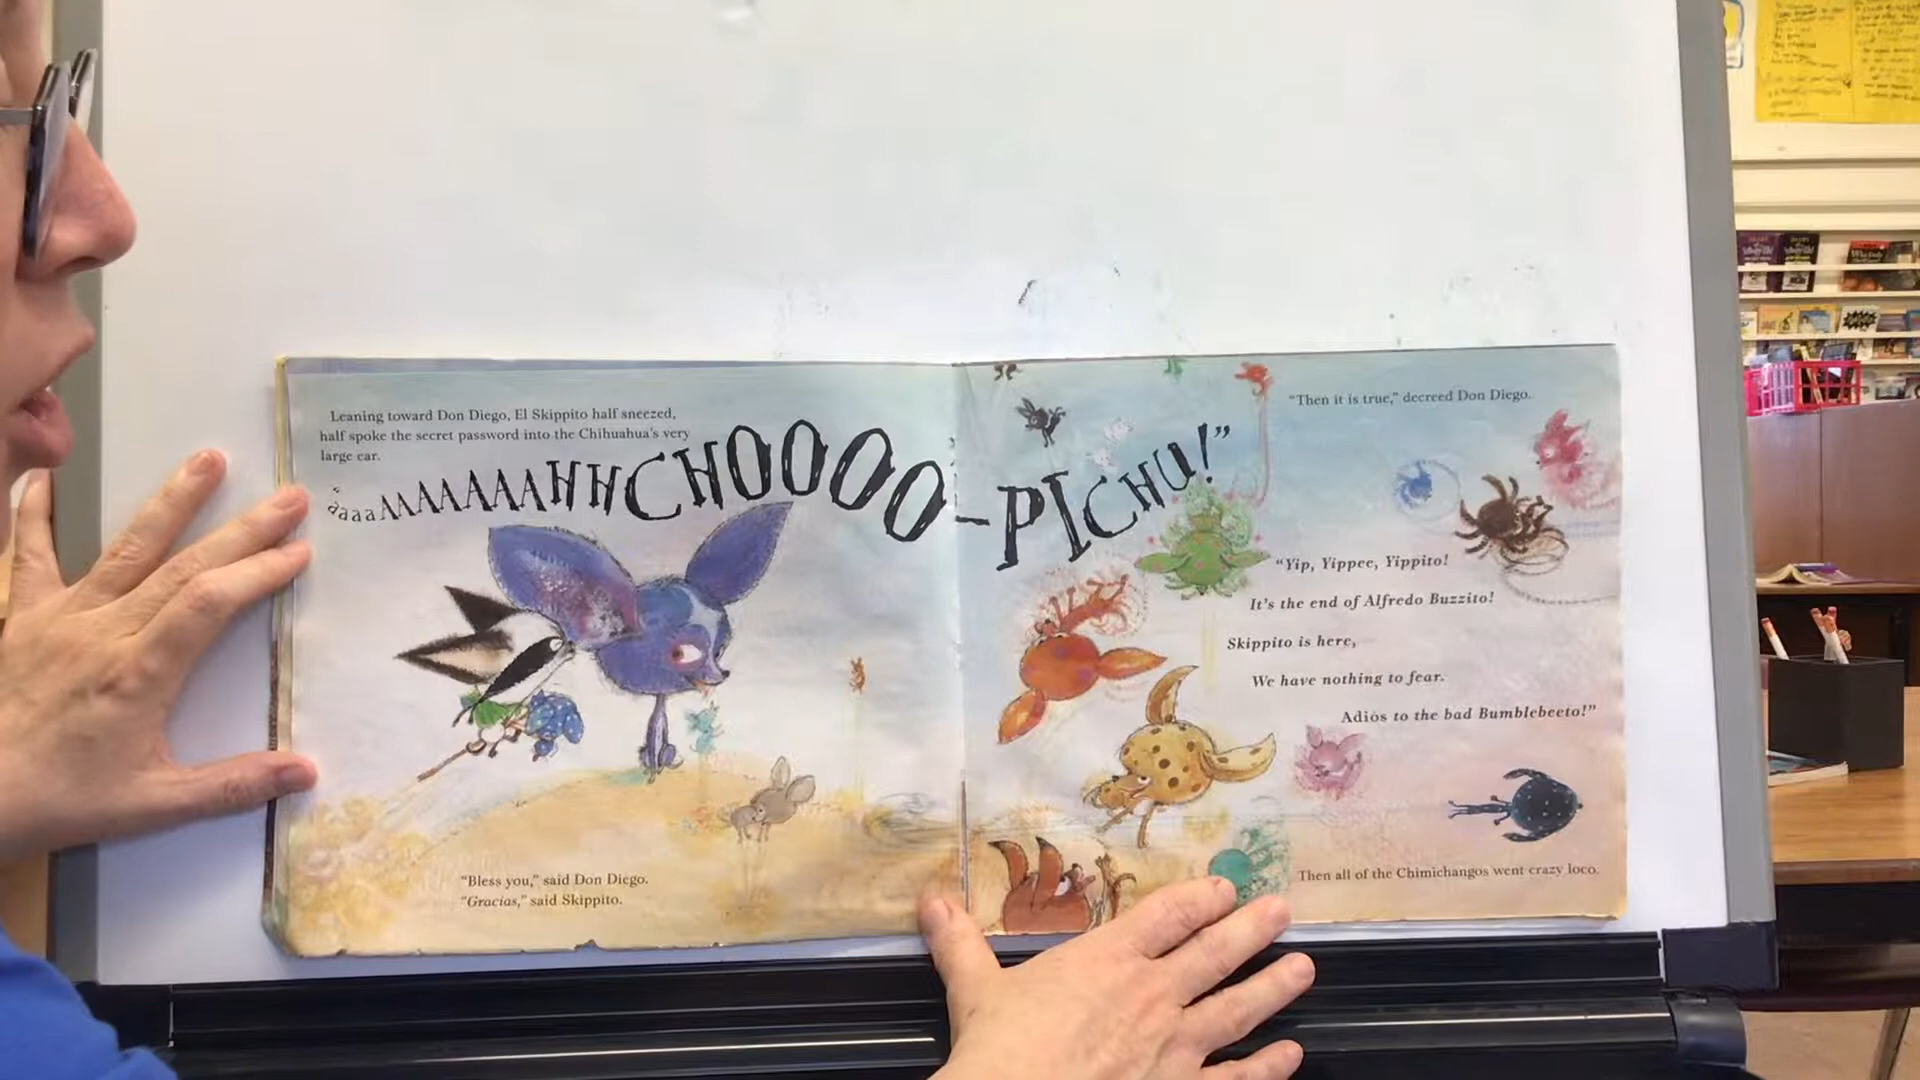 Leaning toward Don Diego, El Skippito half sneezed,
half spoke the secret password into the Chihuahua's very
large ear.
"aaaaAAAAAAAAHHCHOOOO-PICHU!"
"Bless you," said Don Diego.
"Gracias," said Skippito.
"Then it is true," decreed Don Diego.
"Yip, Yippee, Yippito!
It's the end of Alfredo Buzzito!
Skippito is here,
We have nothing to fear.
Adiós to the bad Bumblebeeto!"
Then all of the Chimichangos went crazy loco.